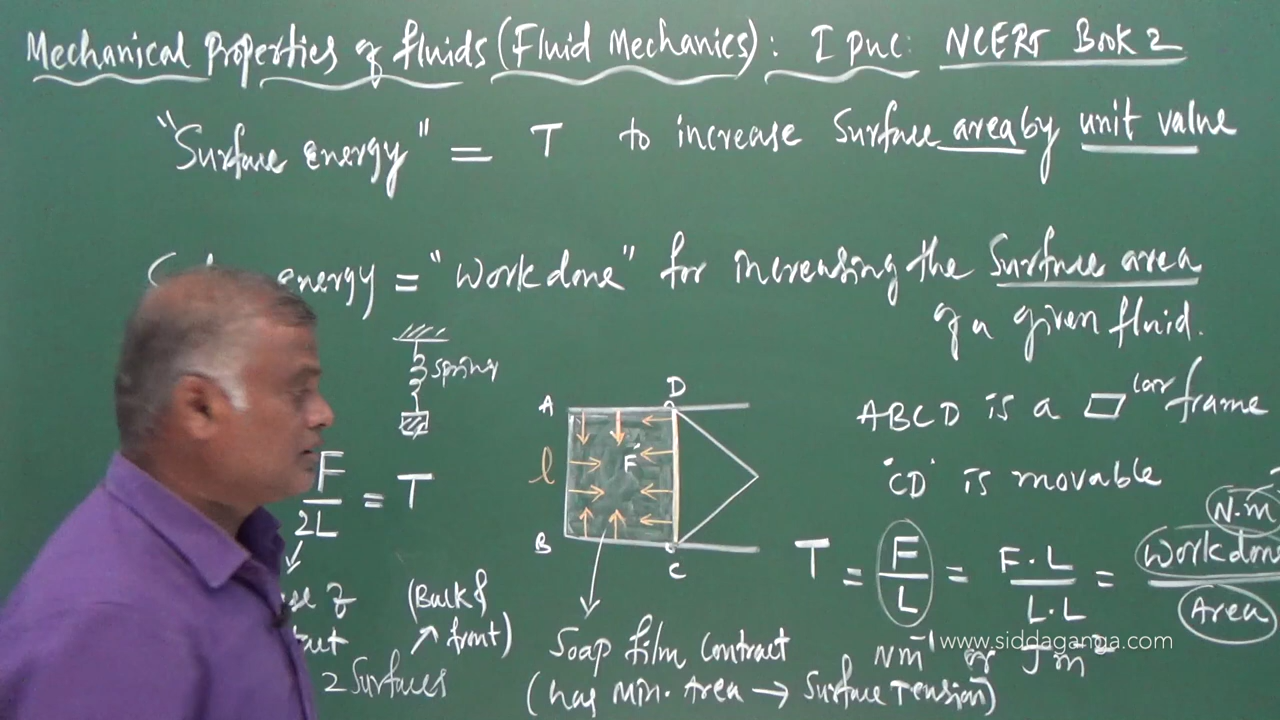 Mechanical Properties of fluids (Fluid Mechanics): I PUC: NCERT Book 2
"Surface energy" = T to increase Surface area by unit value
energy = "Workdone" for increasing the Surface area
of a given fluid.
spring
A D
l F
B C
ABCD is a ▱ lar frame
'CD' is movable
F/2L = T
T = F/L = F.L/L.L = Workdone/Area
N.m
(Back & front)
2 Surfaces
Soap film Contract
(has Min. Area → Surface Tension)
Nm⁻¹ or Jm⁻²
www.siddaganga.com